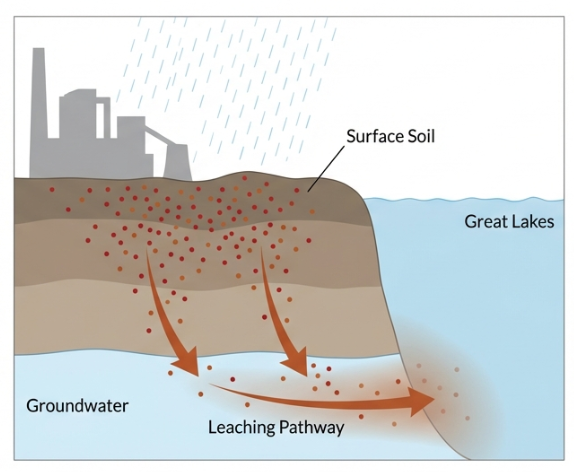 Surface Soil
Great Lakes
Groundwater
Leaching Pathway